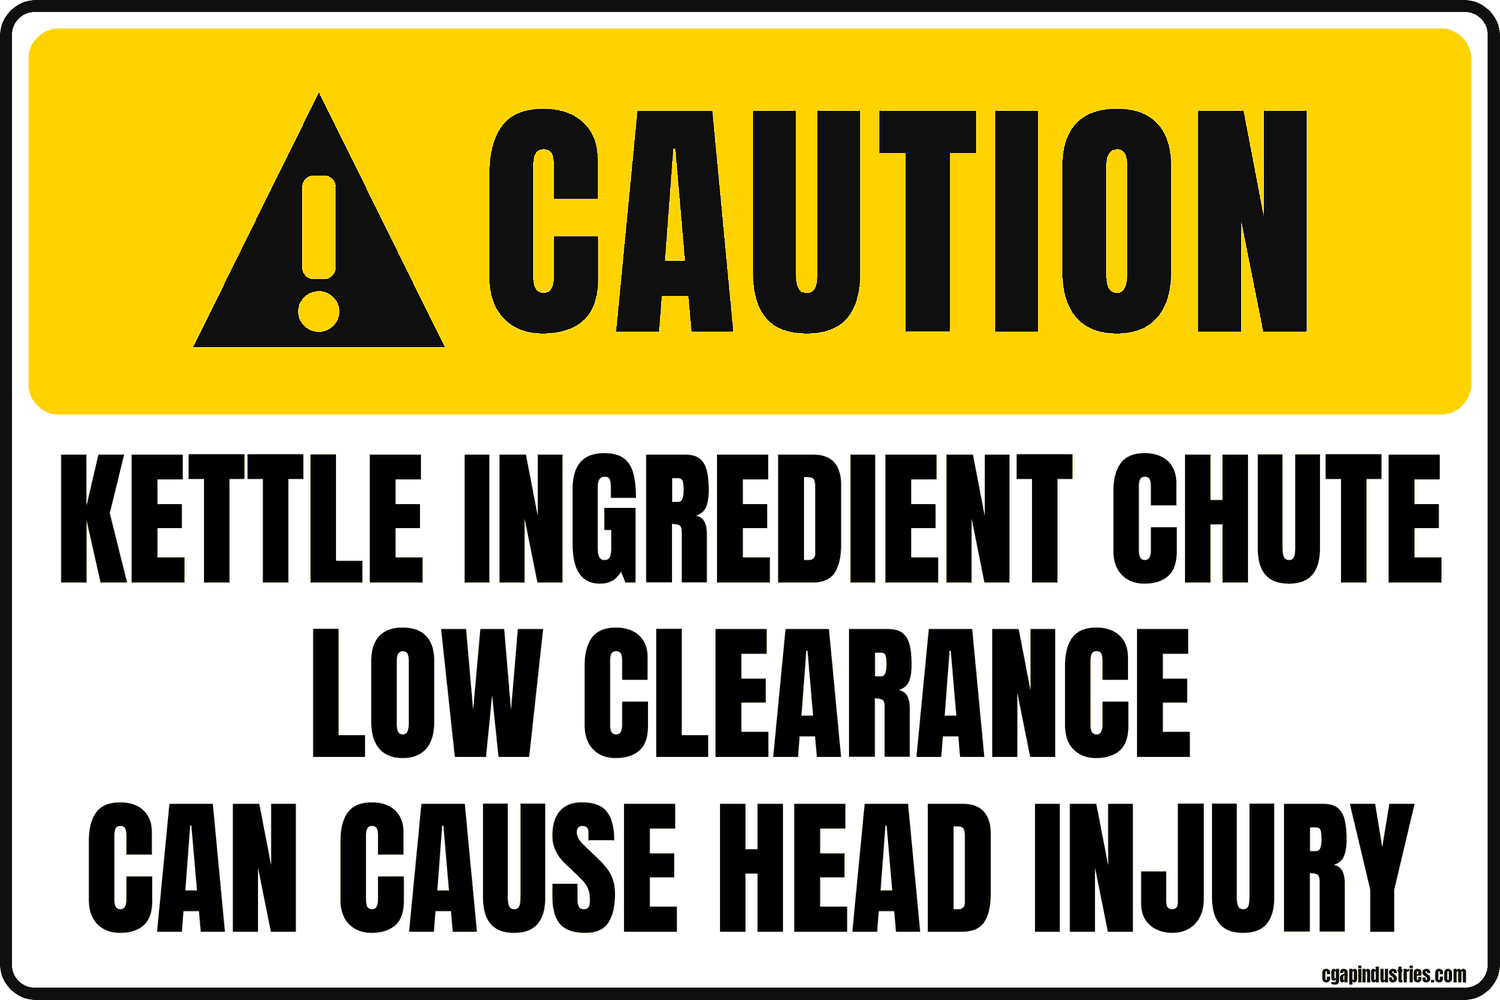 CAUTION
KETTLE INGREDIENT CHUTE
LOW CLEARANCE
CAN CAUSE HEAD INJURY
cgapindustries.com